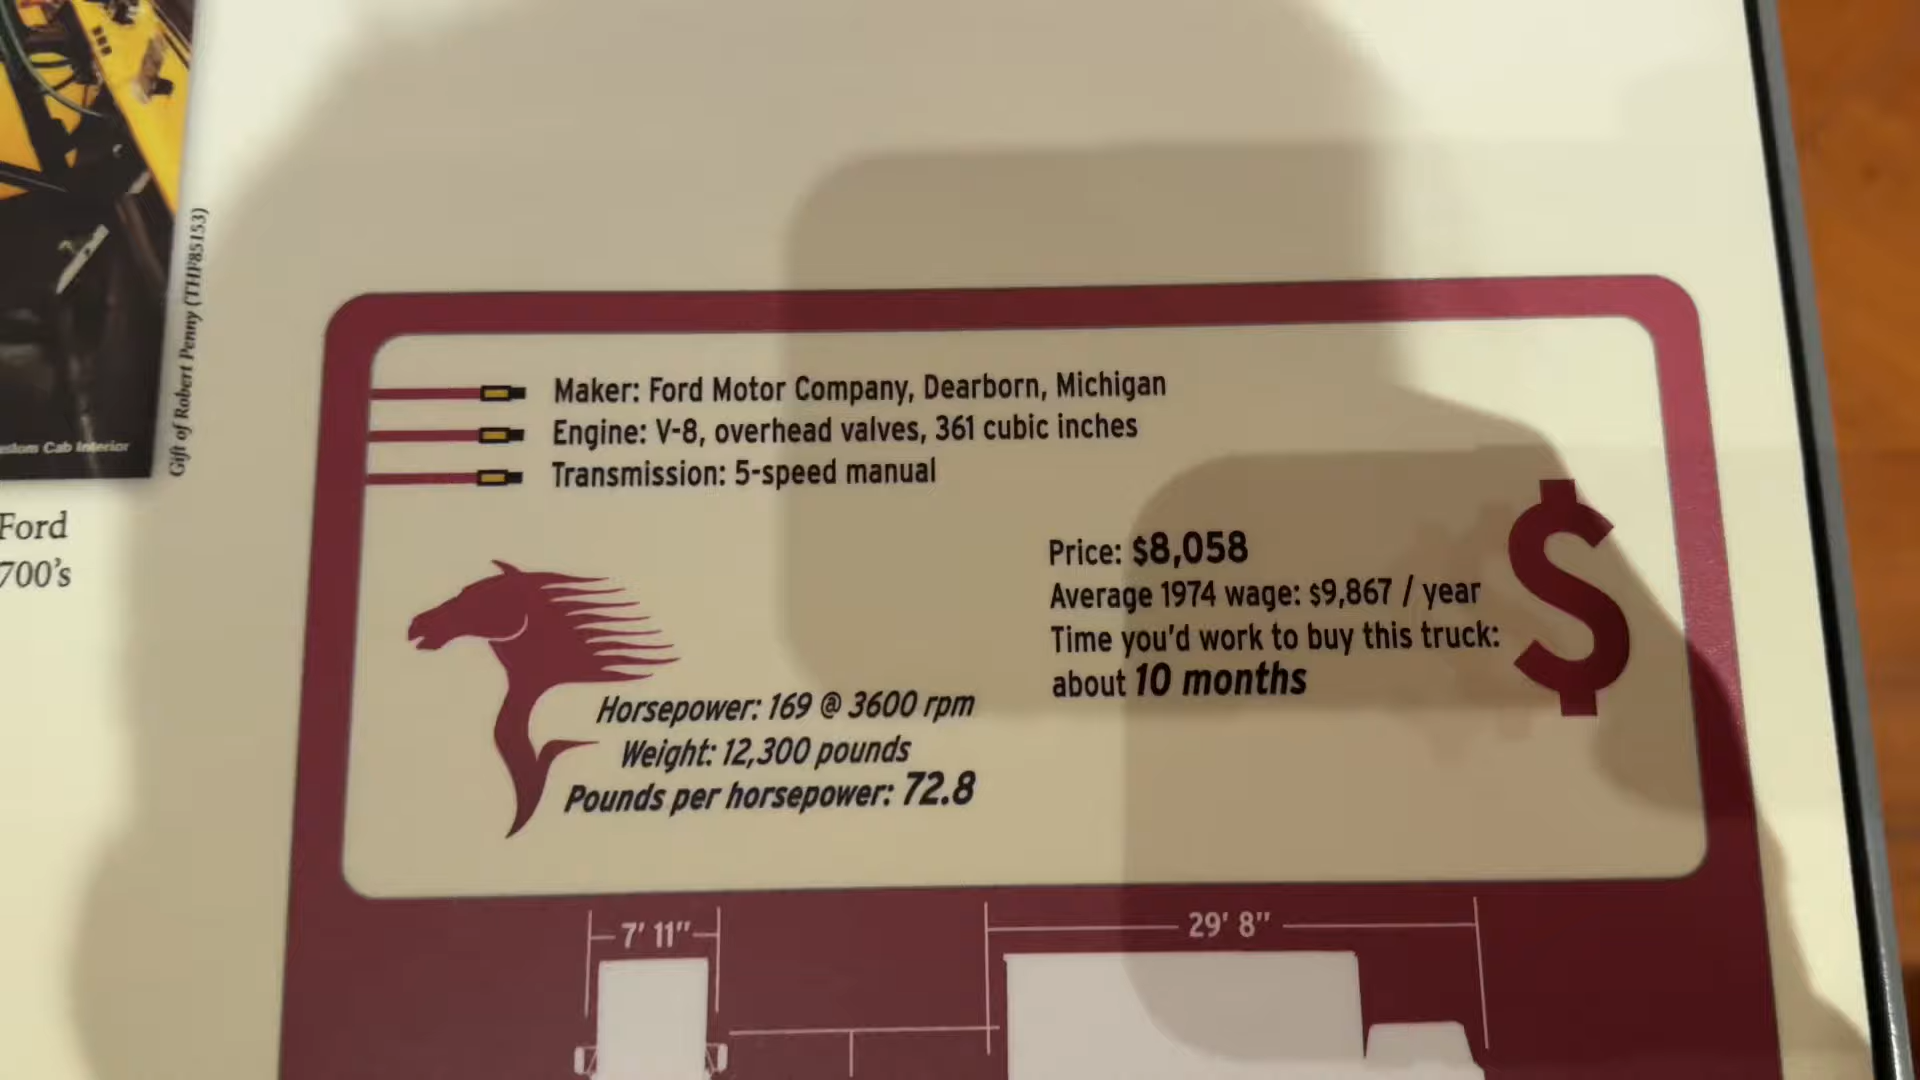 Gift of Robert Penny (THF85153)
Custom Cab Interior
Ford
700's
Maker: Ford Motor Company, Dearborn, Michigan
Engine: V-8, overhead valves, 361 cubic inches
Transmission: 5-speed manual
Price: $8,058
Average 1974 wage: $9,867 / year
Time you'd work to buy this truck:
about 10 months
$
Horsepower: 169 @ 3600 rpm
Weight: 12,300 pounds
Pounds per horsepower: 72.8
7' 11"
29' 8"